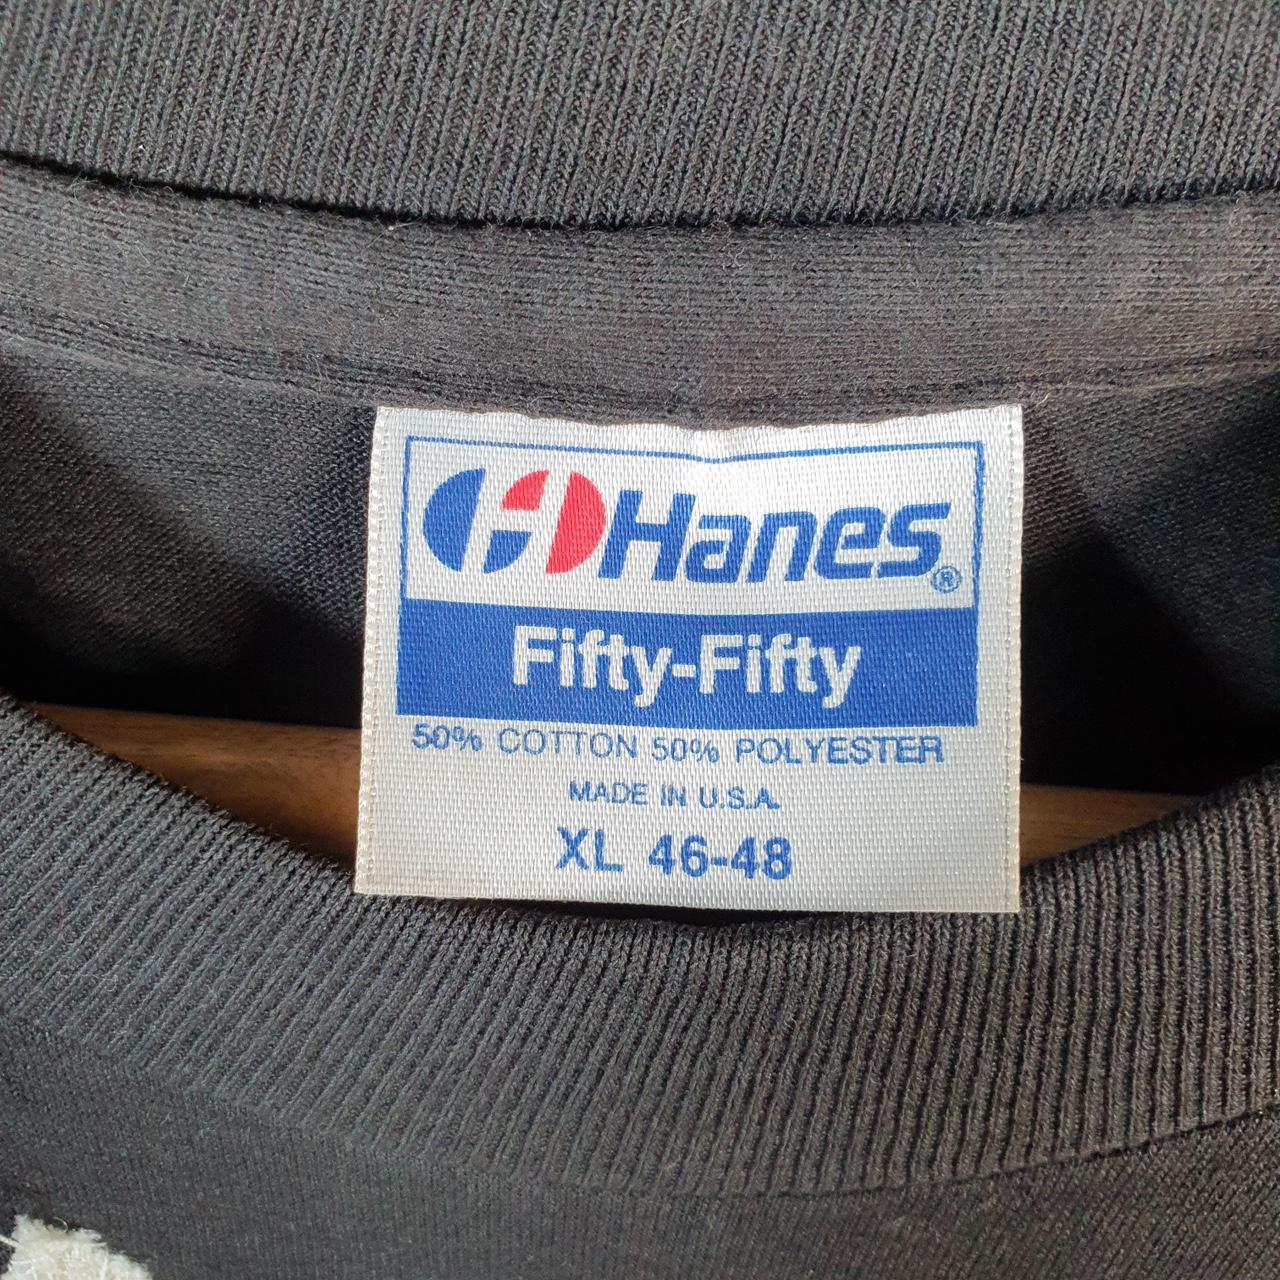 Hanes®
Fifty-Fifty
50% COTTON 50% POLYESTER
MADE IN U.S.A.
XL 46-48